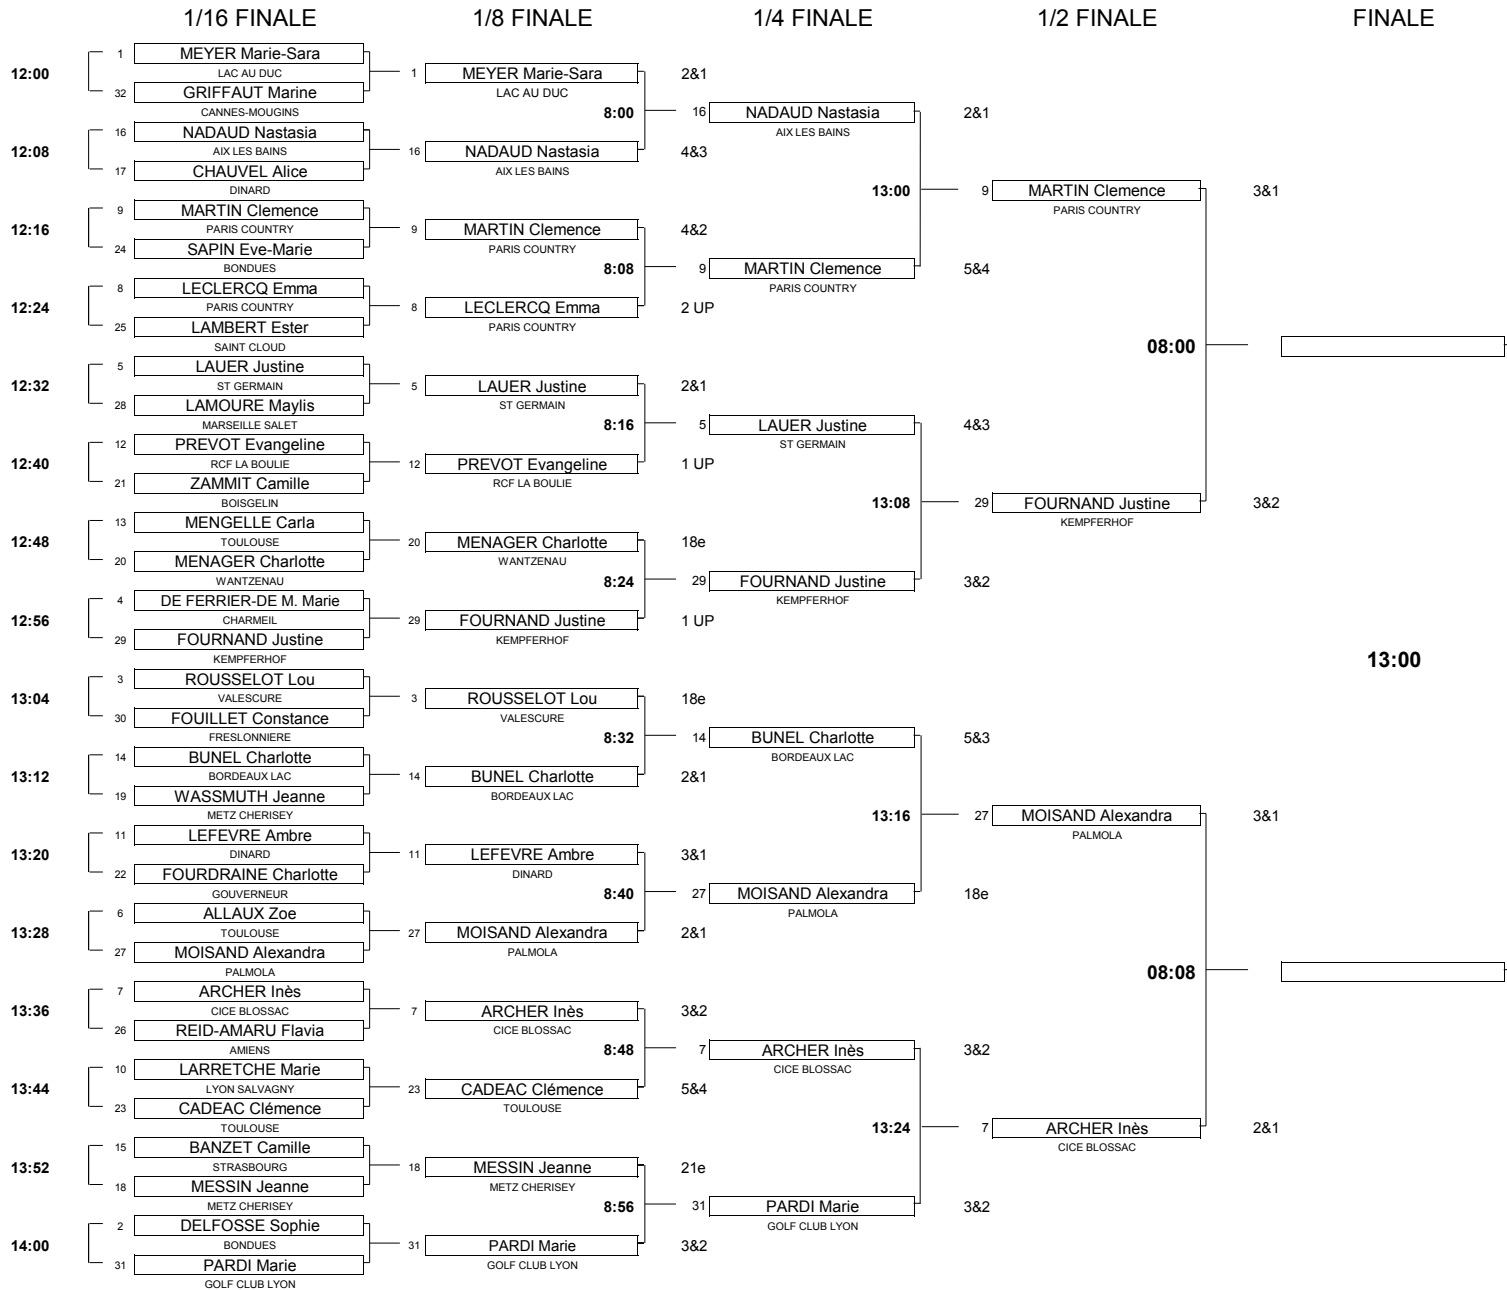 1/16 FINALE 1/8 FINALE 1/4 FINALE 1/2 FINALE FINALE
1 MEYER Marie-Sara
12:00 LAC AU DUC 1 MEYER Marie-Sara 2&1
32 GRIFFAUT Marine LAC AU DUC
CANNES-MOUGINS 8:00 16 NADAUD Nastasia 2&1
16 NADAUD Nastasia AIX LES BAINS
12:08 AIX LES BAINS 16 NADAUD Nastasia 4&3
17 CHAUVEL Alice AIX LES BAINS
DINARD 13:00 9 MARTIN Clemence 3&1
9 MARTIN Clemence PARIS COUNTRY
12:16 PARIS COUNTRY 9 MARTIN Clemence 4&2
24 SAPIN Eve-Marie PARIS COUNTRY
BONDUES 8:08 9 MARTIN Clemence 5&4
8 LECLERCQ Emma PARIS COUNTRY
12:24 PARIS COUNTRY 8 LECLERCQ Emma 2 UP
25 LAMBERT Ester PARIS COUNTRY
SAINT CLOUD 08:00
5 LAUER Justine
12:32 ST GERMAIN 5 LAUER Justine 2&1
28 LAMOURE Maylis ST GERMAIN
MARSEILLE SALET 8:16 5 LAUER Justine 4&3
12 PREVOT Evangeline ST GERMAIN
12:40 RCF LA BOULIE 12 PREVOT Evangeline 1 UP
21 ZAMMIT Camille RCF LA BOULIE
BOISGELIN 13:08 29 FOURNAND Justine 3&2
13 MENGELLE Carla KEMPFERHOF
12:48 TOULOUSE 20 MENAGER Charlotte 18e
20 MENAGER Charlotte WANTZENAU
WANTZENAU 8:24 29 FOURNAND Justine 3&2
4 DE FERRIER-DE M. Marie KEMPFERHOF
12:56 CHARMEIL 29 FOURNAND Justine 1 UP
29 FOURNAND Justine KEMPFERHOF
KEMPFERHOF 13:00
3 ROUSSELOT Lou
13:04 VALESCURE 3 ROUSSELOT Lou 18e
30 FOUILLET Constance VALESCURE
FRESLONNIERE 8:32 14 BUNEL Charlotte 5&3
14 BUNEL Charlotte BORDEAUX LAC
13:12 BORDEAUX LAC 14 BUNEL Charlotte 2&1
19 WASSMUTH Jeanne BORDEAUX LAC
METZ CHERISEY 13:16 27 MOISAND Alexandra 3&1
11 LEFEVRE Ambre PALMOLA
13:20 DINARD 11 LEFEVRE Ambre 3&1
22 FOURDRAINE Charlotte DINARD
GOUVERNEUR 8:40 27 MOISAND Alexandra 18e
6 ALLAUX Zoe PALMOLA
13:28 TOULOUSE 27 MOISAND Alexandra 2&1
27 MOISAND Alexandra PALMOLA
PALMOLA 08:08
7 ARCHER Inès
13:36 CICE BLOSSAC 7 ARCHER Inès 3&2
26 REID-AMARU Flavia CICE BLOSSAC
AMIENS 8:48 7 ARCHER Inès 3&2
10 LARRETCHE Marie CICE BLOSSAC
13:44 LYON SALVAGNY 23 CADEAC Clémence 5&4
23 CADEAC Clémence TOULOUSE
TOULOUSE 13:24 7 ARCHER Inès 2&1
15 BANZET Camille CICE BLOSSAC
13:52 STRASBOURG 18 MESSIN Jeanne 21e
18 MESSIN Jeanne METZ CHERISEY
METZ CHERISEY 8:56 31 PARDI Marie 3&2
2 DELFOSSE Sophie GOLF CLUB LYON
14:00 BONDUES 31 PARDI Marie 3&2
31 PARDI Marie GOLF CLUB LYON
GOLF CLUB LYON